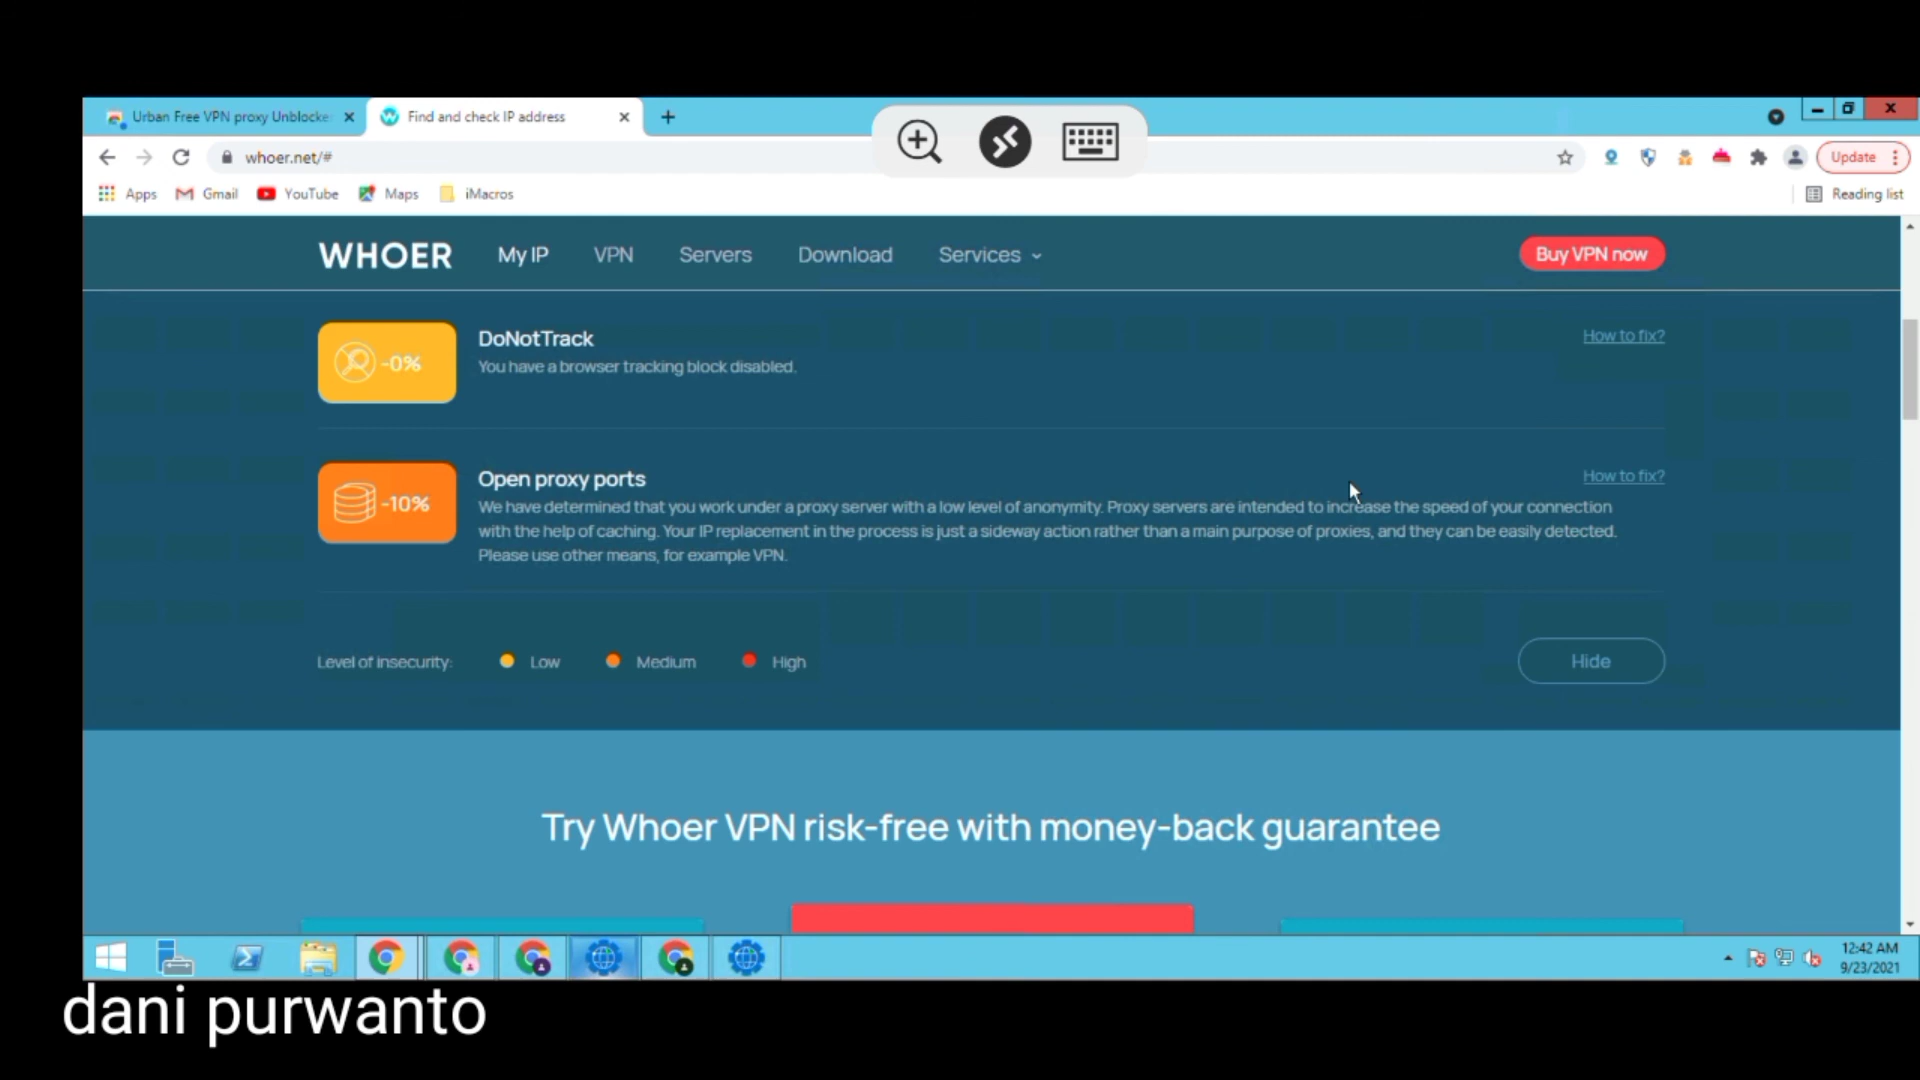 Urban Free VPN proxy Unblocke
Find and check IP address
whoer.net/#
Update
Apps
Gmail
YouTube
Maps
iMacros
Reading list
WHOER
My IP
VPN
Servers
Download
Services
Buy VPN now
-0%
DoNotTrack
How to fix?
You have a browser tracking block disabled.
-10%
Open proxy ports
How to fix?
We have determined that you work under a proxy server with a low level of anonymity. Proxy servers are intended to increase the speed of your connection
with the help of caching. Your IP replacement in the process is just a sideway action rather than a main purpose of proxies, and they can be easily detected.
Please use other means, for example VPN.
Level of insecurity:
Low
Medium
High
Hide
Try Whoer VPN risk-free with money-back guarantee
12:42 AM
9/23/2021
dani purwanto